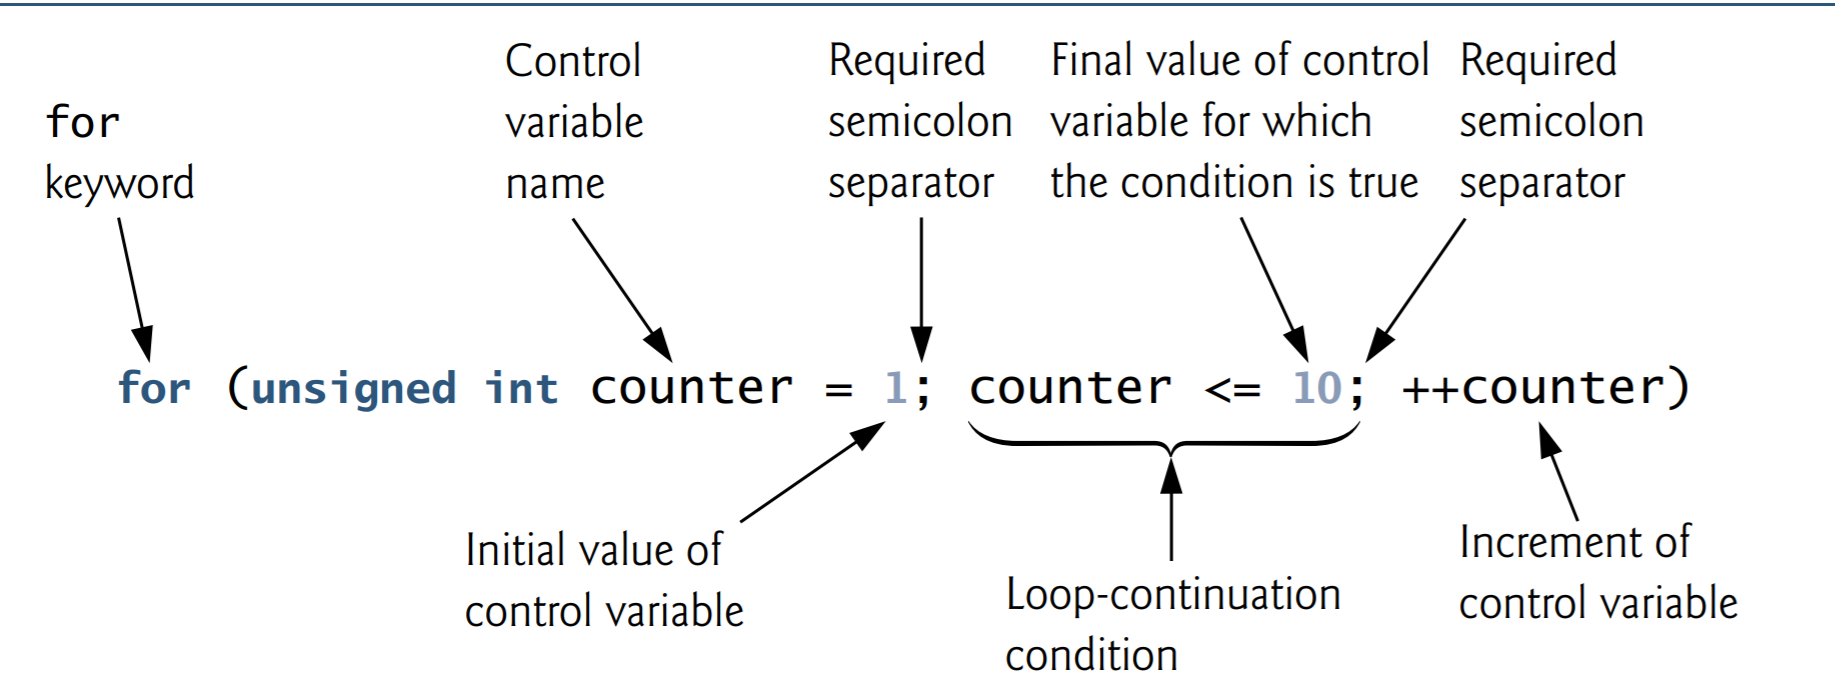 for
keyword
Control
variable
name
Required
semicolon
separator
Final value of control
variable for which
the condition is true
Required
semicolon
separator
for (unsigned int counter = 1; counter <= 10; ++counter)
Initial value of
control variable
Loop-continuation
condition
Increment of
control variable